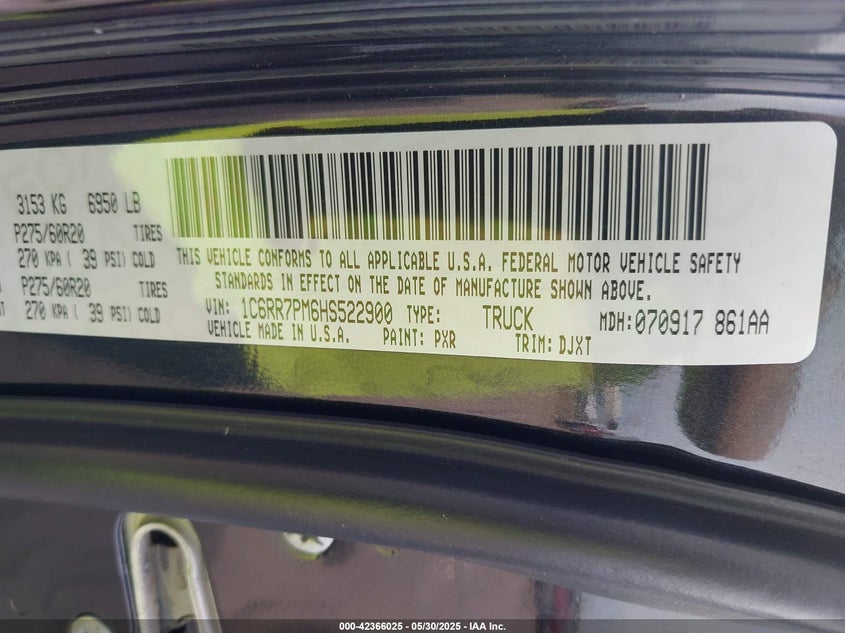 3153 KG 6950 LB
P275/60R20 TIRES
270 KPA ( 39 PSI) COLD
P275/60R20 TIRES
270 KPA ( 39 PSI) COLD
THIS VEHICLE CONFORMS TO ALL APPLICABLE U.S.A. FEDERAL MOTOR VEHICLE SAFETY
STANDARDS IN EFFECT ON THE DATE OF MANUFACTURE SHOWN ABOVE.
VIN: 1C6RR7PM6HS522900 TYPE: TRUCK MDH:070917 861AA
VEHICLE MADE IN U.S.A. PAINT: PXR TRIM: DJXT
000-42366025 - 05/30/2025 - IAA Inc.